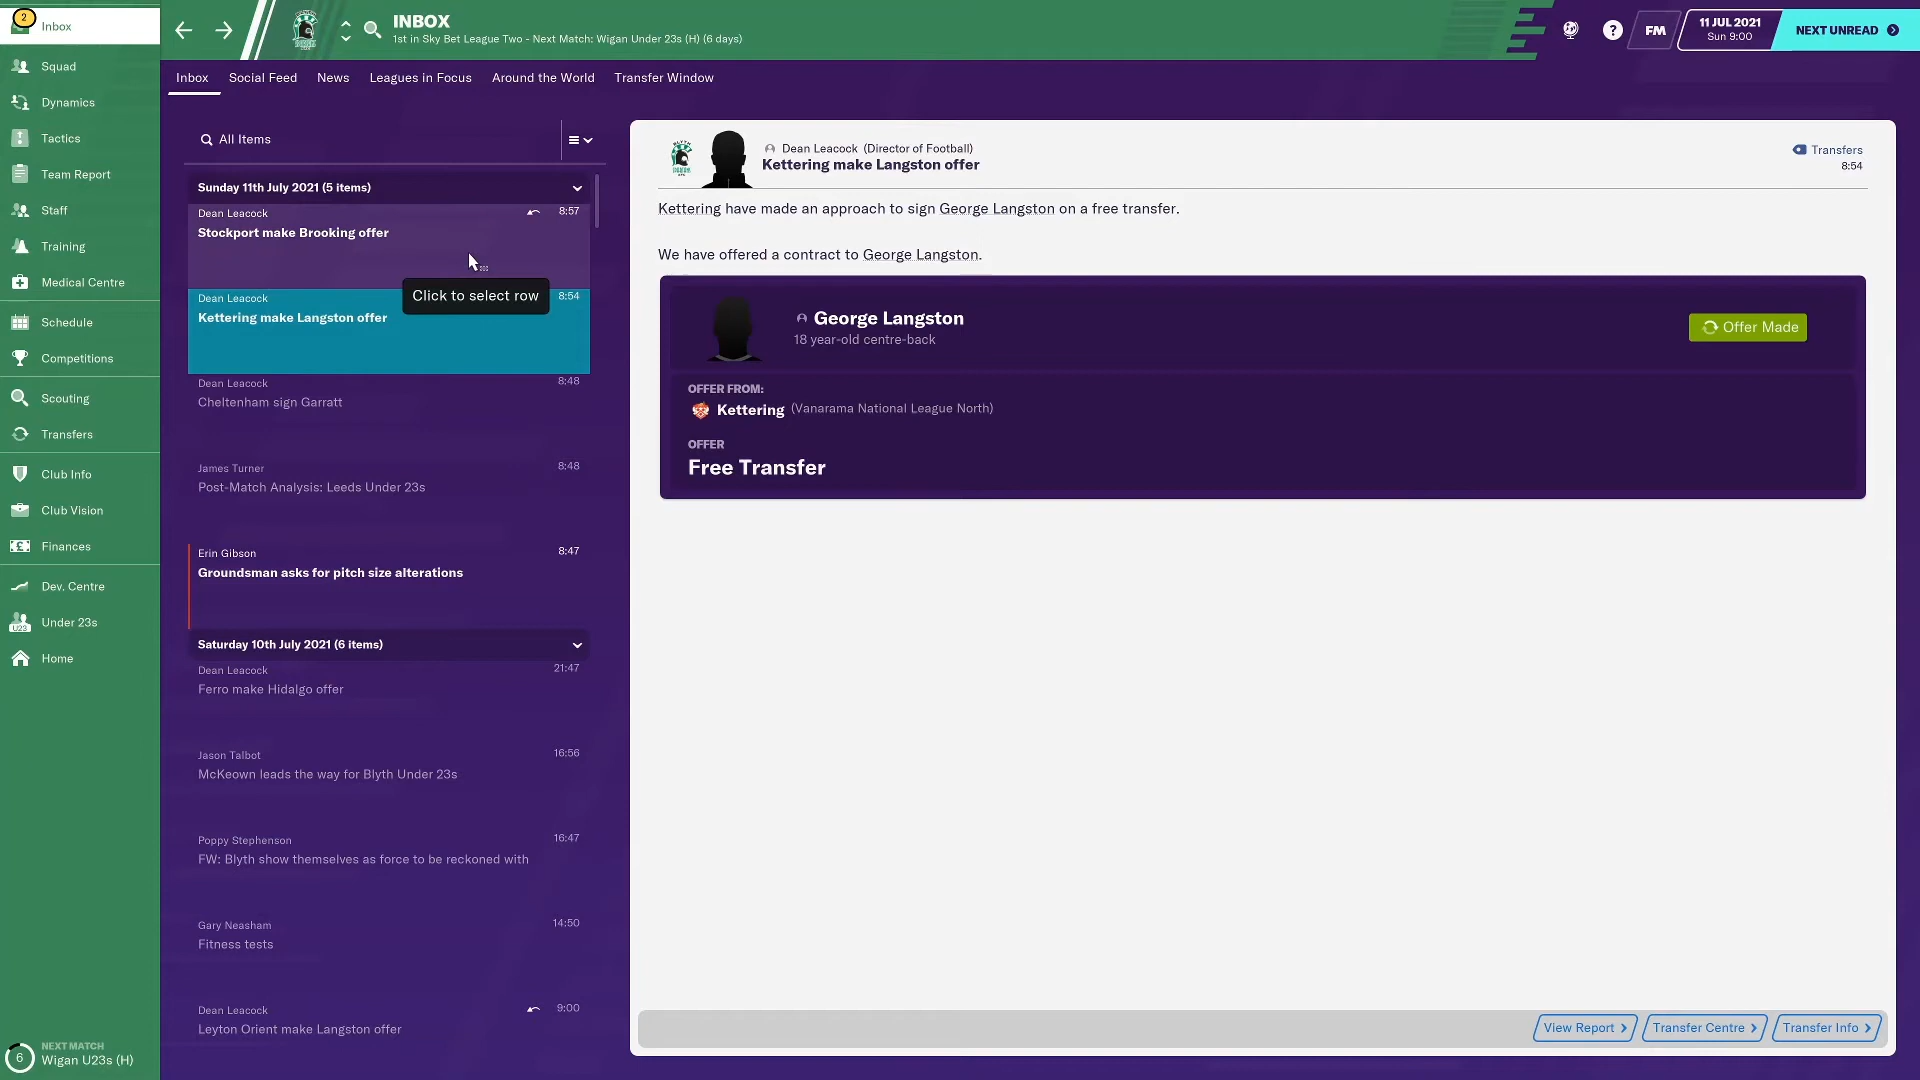 2
Inbox
Squad
Dynamics
Tactics
Team Report
Staff
Training
Medical Centre
Schedule
Competitions
Scouting
Transfers
Club Info
Club Vision
Finances
Dev. Centre
U23
Under 23s
Home
6
NEXT MATCH
Wigan U23s (H)
INBOX
1st in Sky Bet League Two - Next Match: Wigan Under 23s (H) (6 days)
?
FM
11 JUL 2021
Sun 9:00
NEXT UNREAD
Inbox Social Feed News Leagues in Focus Around the World Transfer Window
All Items
Sunday 11th July 2021 (5 items)
Dean Leacock 8:57
Stockport make Brooking offer
Click to select row
Dean Leacock 8:54
Kettering make Langston offer
Dean Leacock 8:48
Cheltenham sign Garratt
James Turner 8:48
Post-Match Analysis: Leeds Under 23s
Erin Gibson 8:47
Groundsman asks for pitch size alterations
Saturday 10th July 2021 (6 items)
Dean Leacock 21:47
Ferro make Hidalgo offer
Jason Talbot 16:56
McKeown leads the way for Blyth Under 23s
Poppy Stephenson 16:47
FW: Blyth show themselves as force to be reckoned with
Gary Neasham 14:50
Fitness tests
Dean Leacock 9:00
Leyton Orient make Langston offer
Dean Leacock (Director of Football)
Kettering make Langston offer
Transfers
8:54
Kettering have made an approach to sign George Langston on a free transfer.
We have offered a contract to George Langston.
George Langston
18 year-old centre-back
Offer Made
OFFER FROM:
Kettering (Vanarama National League North)
OFFER
Free Transfer
View Report Transfer Centre Transfer Info